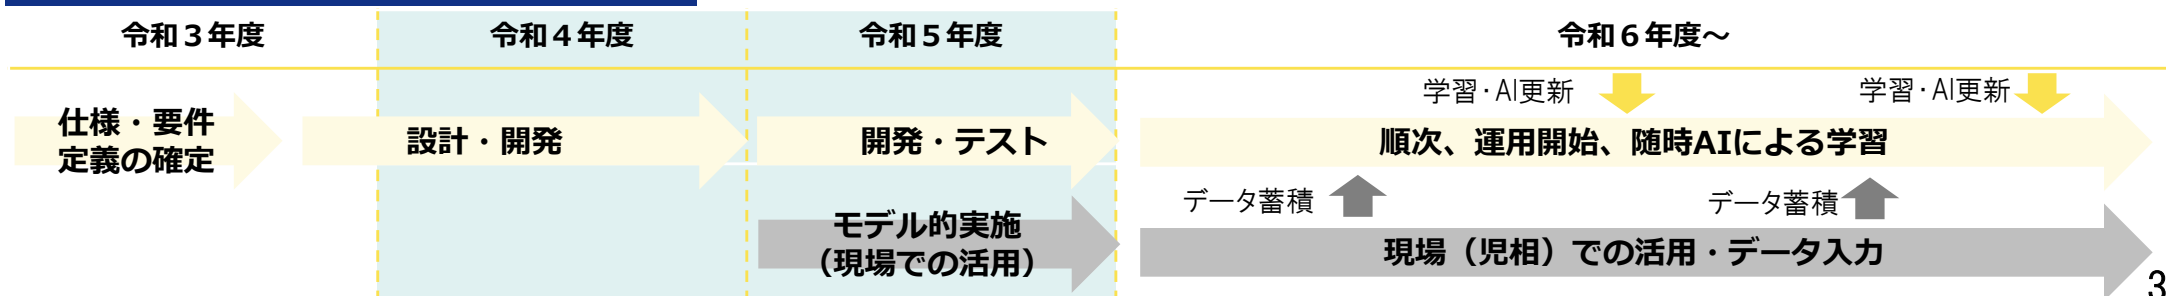 令和３年度
令和４年度
令和５年度
令和６年度～
学習・AI更新
学習・AI更新
仕様・要件
定義の確定
設計・開発
開発・テスト
順次、運用開始、随時AIによる学習
データ蓄積
データ蓄積
モデル的実施
（現場での活用）
現場（児相）での活用・データ入力
3